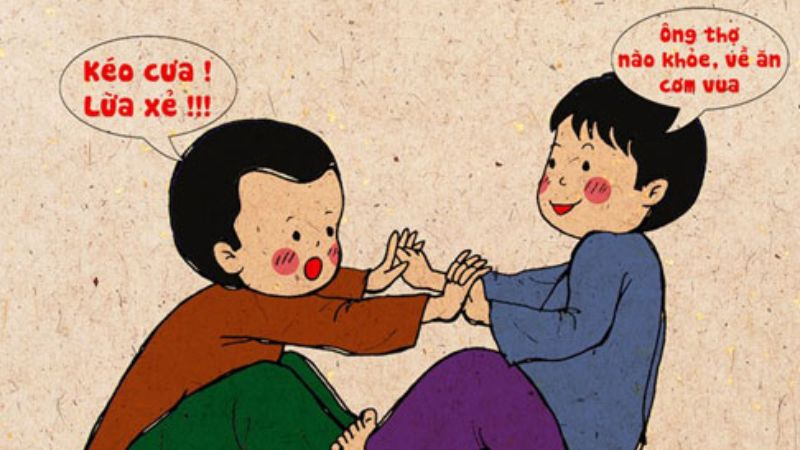 Kéo cưa !
Lừa xẻ !!!
ông thợ
nào khỏe, về ăn
cơm vua